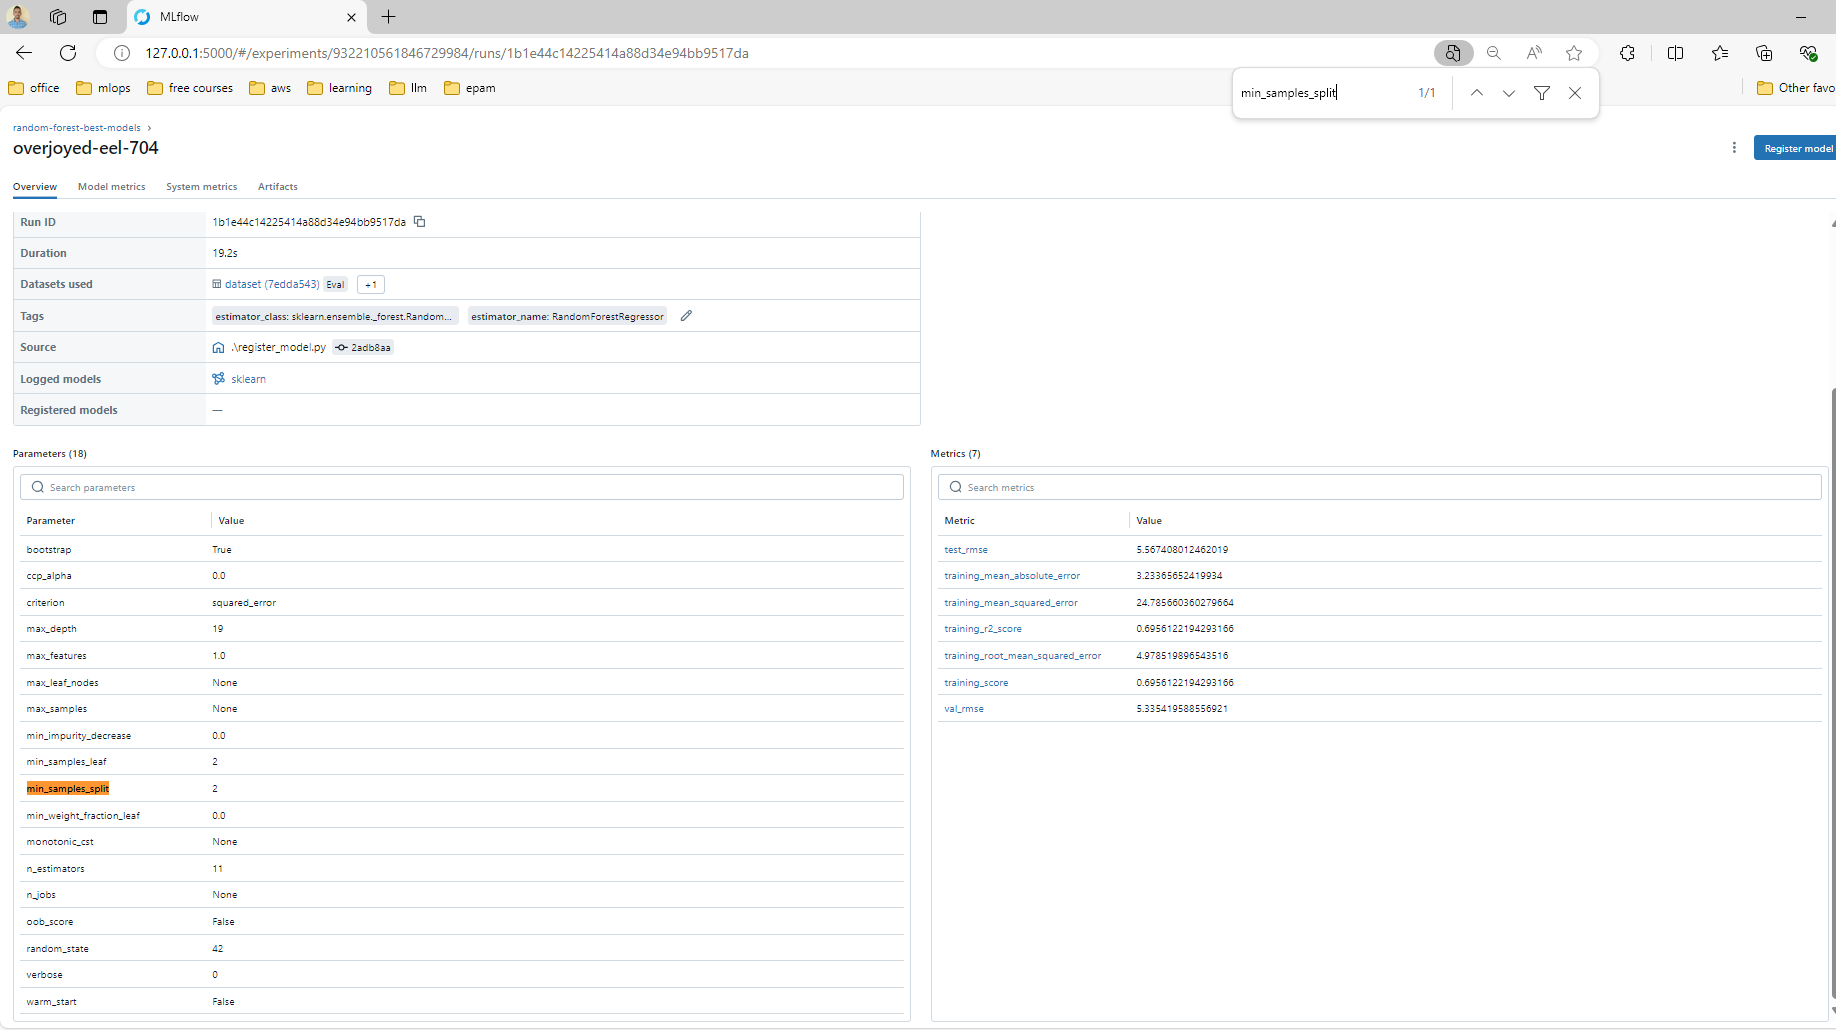 MLflow
127.0.0.1:5000/#/experiments/932210561846729984/runs/1b1e44c14225414a88d34e94bb9517da
office mlops free courses aws learning llm epam Other favo
min_samples_split 1/1
random-forest-best-models
overjoyed-eel-704
Register model
Overview Model metrics System metrics Artifacts
Run ID 1b1e44c14225414a88d34e94bb9517da
Duration 19.2s
Datasets used dataset (7edda543) Eval +1
Tags estimator_class: sklearn.ensemble._forest.Random... estimator_name: RandomForestRegressor
Source .\register_model.py 2adb8aa
Logged models sklearn
Registered models —
Parameters (18)
Search parameters
Parameter Value
bootstrap True
ccp_alpha 0.0
criterion squared_error
max_depth 19
max_features 1.0
max_leaf_nodes None
max_samples None
min_impurity_decrease 0.0
min_samples_leaf 2
min_samples_split 2
min_weight_fraction_leaf 0.0
monotonic_cst None
n_estimators 11
n_jobs None
oob_score False
random_state 42
verbose 0
warm_start False
Metrics (7)
Search metrics
Metric Value
test_rmse 5.567408012462019
training_mean_absolute_error 3.23365652419934
training_mean_squared_error 24.785660360279664
training_r2_score 0.6956122194293166
training_root_mean_squared_error 4.978519896543516
training_score 0.6956122194293166
val_rmse 5.335419588556921